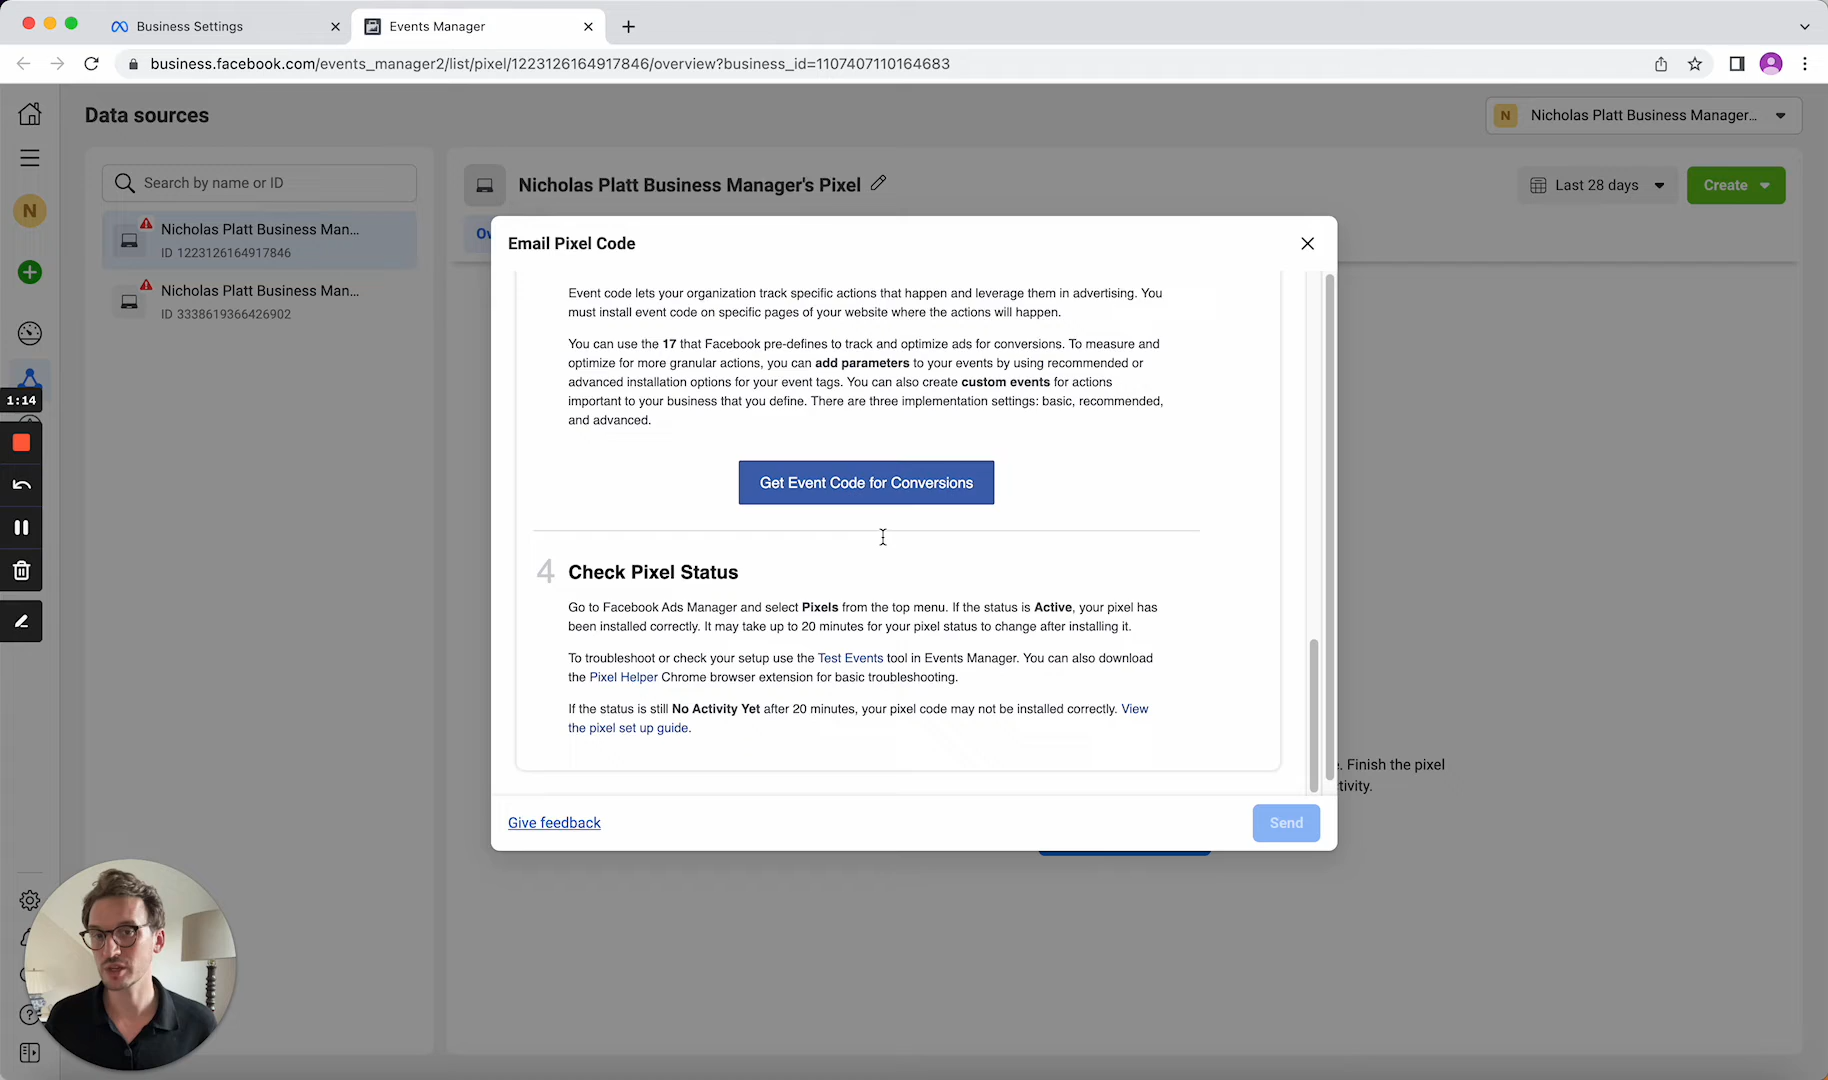 Business Settings
Events Manager
business.facebook.com/events_manager2/list/pixel/1223126164917846/overview?business_id=1107407110164683
Data sources
N
Nicholas Platt Business Manager...
Search by name or ID
Nicholas Platt Business Manager's Pixel
Last 28 days
Create
N
Nicholas Platt Business Man...
ID 1223126164917846
Nicholas Platt Business Man...
ID 3338619366426902
1:14
Email Pixel Code
Event code lets your organization track specific actions that happen and leverage them in advertising. You
must install event code on specific pages of your website where the actions will happen.
You can use the 17 that Facebook pre-defines to track and optimize ads for conversions. To measure and
optimize for more granular actions, you can add parameters to your events by using recommended or
advanced installation options for your event tags. You can also create custom events for actions
important to your business that you define. There are three implementation settings: basic, recommended,
and advanced.
Get Event Code for Conversions
4 Check Pixel Status
Go to Facebook Ads Manager and select Pixels from the top menu. If the status is Active, your pixel has
been installed correctly. It may take up to 20 minutes for your pixel status to change after installing it.
To troubleshoot or check your setup use the Test Events tool in Events Manager. You can also download
the Pixel Helper Chrome browser extension for basic troubleshooting.
If the status is still No Activity Yet after 20 minutes, your pixel code may not be installed correctly. View
the pixel set up guide.
. Finish the pixel
Give feedback
Send